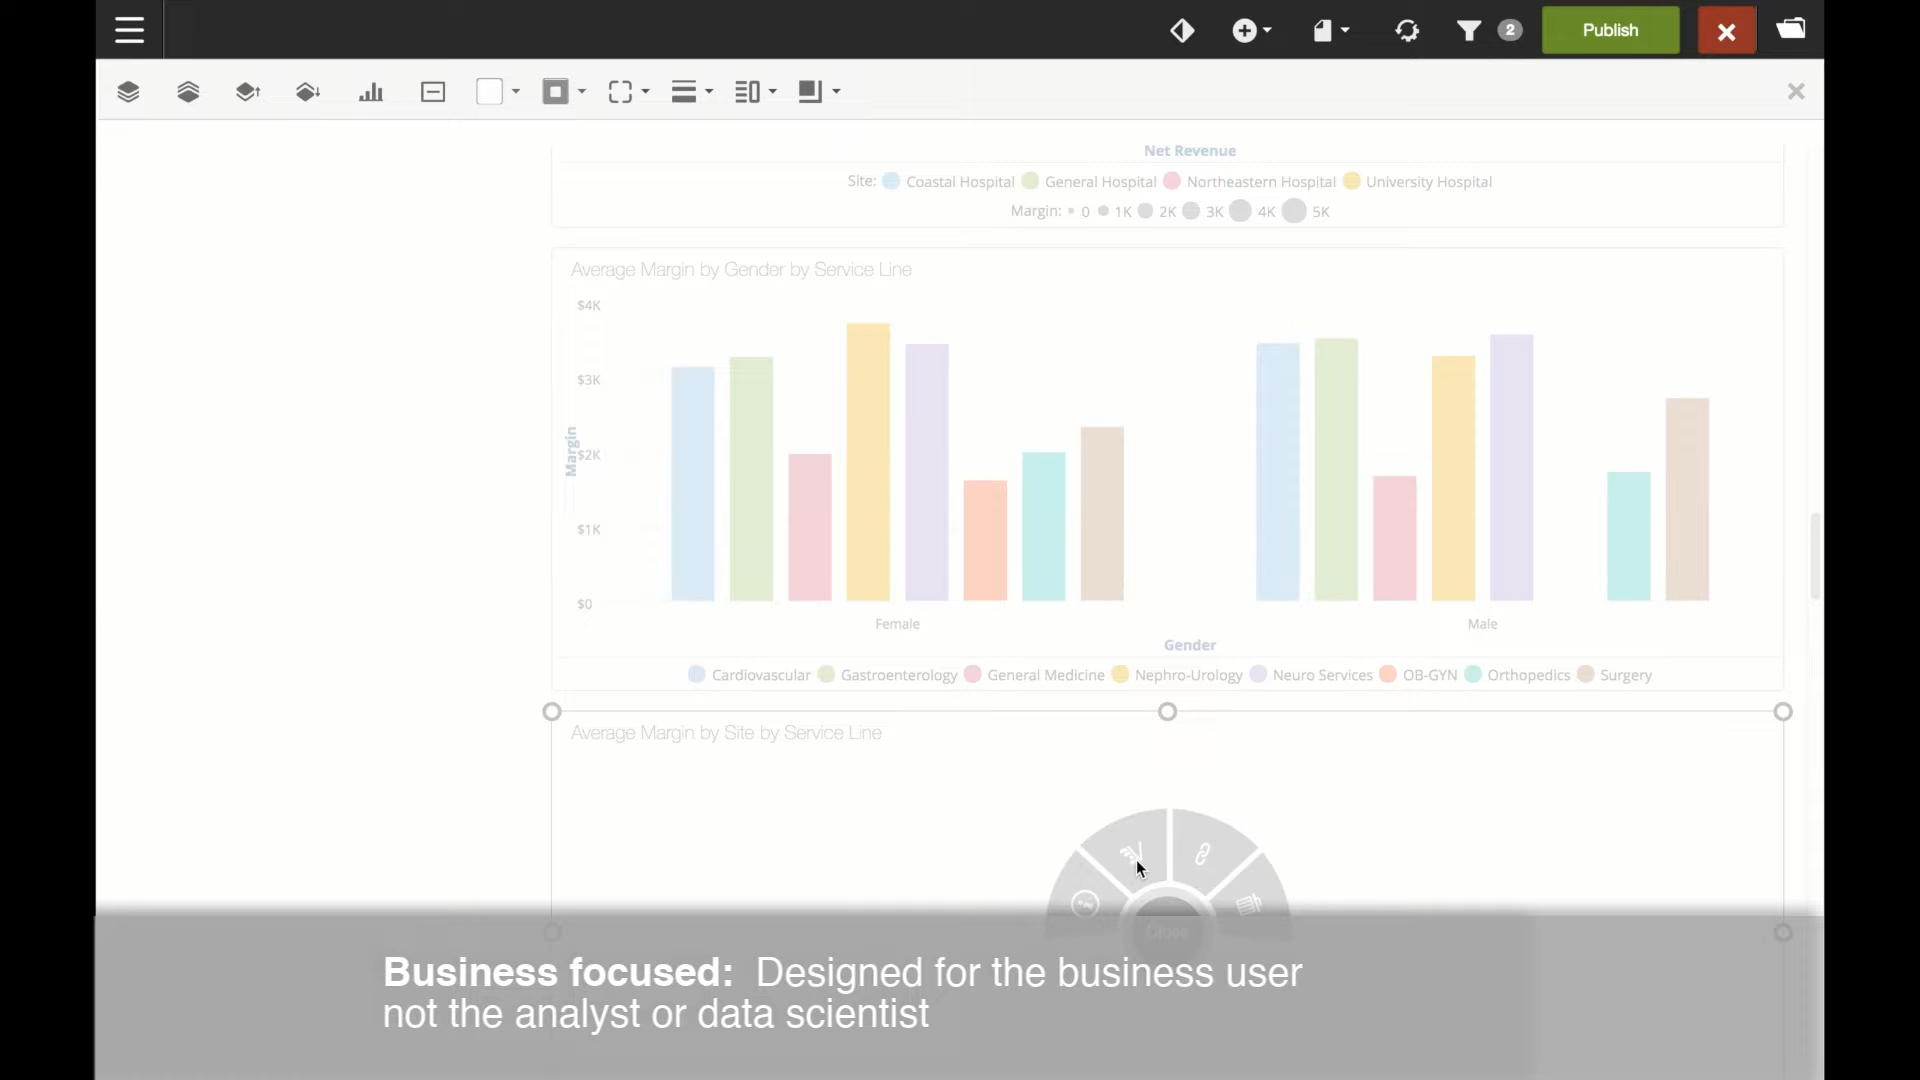 2
Publish
Net Revenue
Site: Coastal Hospital General Hospital Northeastern Hospital University Hospital
Margin: 0 1K 2K 3K 4K 5K
Average Margin by Gender by Service Line
$4K
$3K
$2K
$1K
$0
Margin
Female
Male
Gender
Cardiovascular Gastroenterology General Medicine Nephro-Urology Neuro Services OB-GYN Orthopedics Surgery
Average Margin by Site by Service Line
Close
Business focused: Designed for the business user
not the analyst or data scientist